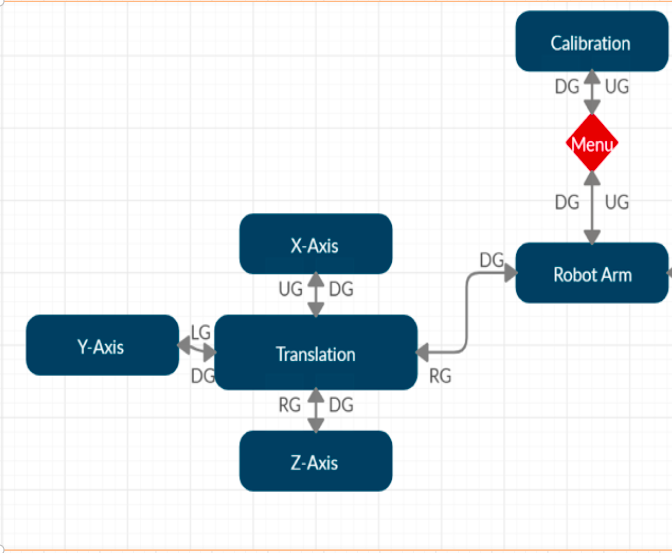 Calibration
DG UG
Menu
DG UG
X-Axis
DG
Robot Arm
UG DG
LG
Y-Axis
Translation
DG
RG
RG DG
Z-Axis